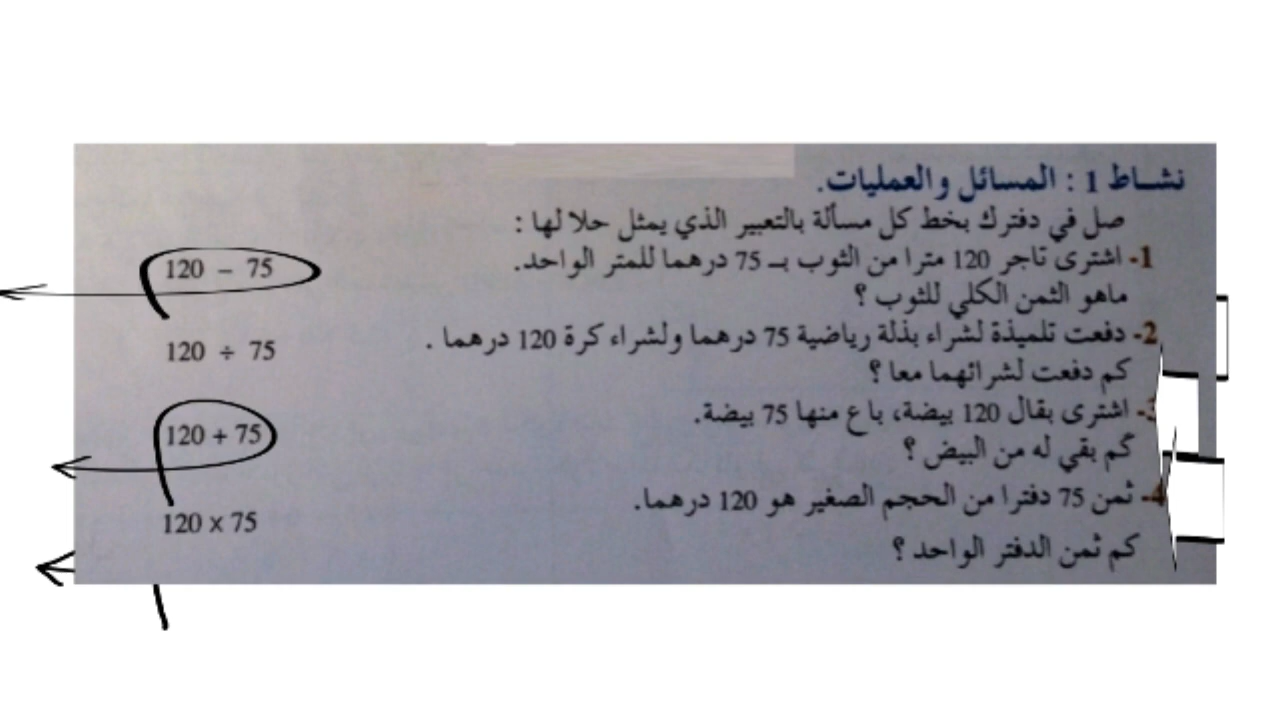 نشاط 1 : المسائل والعمليات.
صل في دفترك بخط كل مسألة بالتعبير الذي يمثل حلا لها :
1- اشترى تاجر 120 مترا من الثوب بـ 75 درهما للمتر الواحد.
ماهو الثمن الكلي للثوب ؟
2- دفعت تلميذة لشراء بذلة رياضية 75 درهما ولشراء كرة 120 درهما .
كم دفعت لشرائهما معا ؟
3- اشترى بقال 120 بيضة، باع منها 75 بيضة.
كم بقي له من البيض ؟
4- ثمن 75 دفترا من الحجم الصغير هو 120 درهما.
كم ثمن الدفتر الواحد ؟
120 − 75
120 ÷ 75
120 + 75
120 x 75